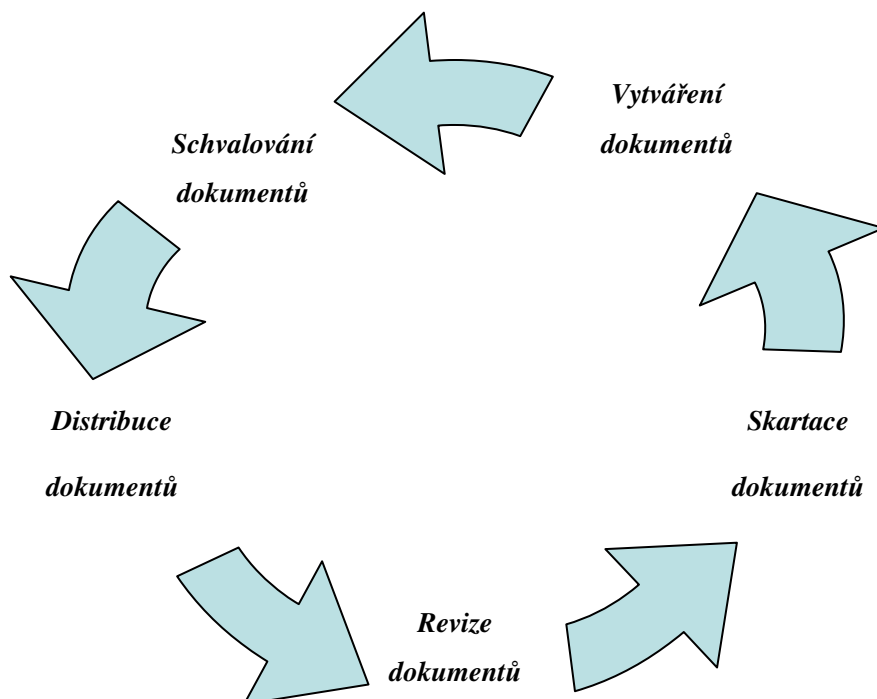 Vytváření
dokumentů
Schvalování
dokumentů
Distribuce
dokumentů
Skartace
dokumentů
Revize
dokumentů